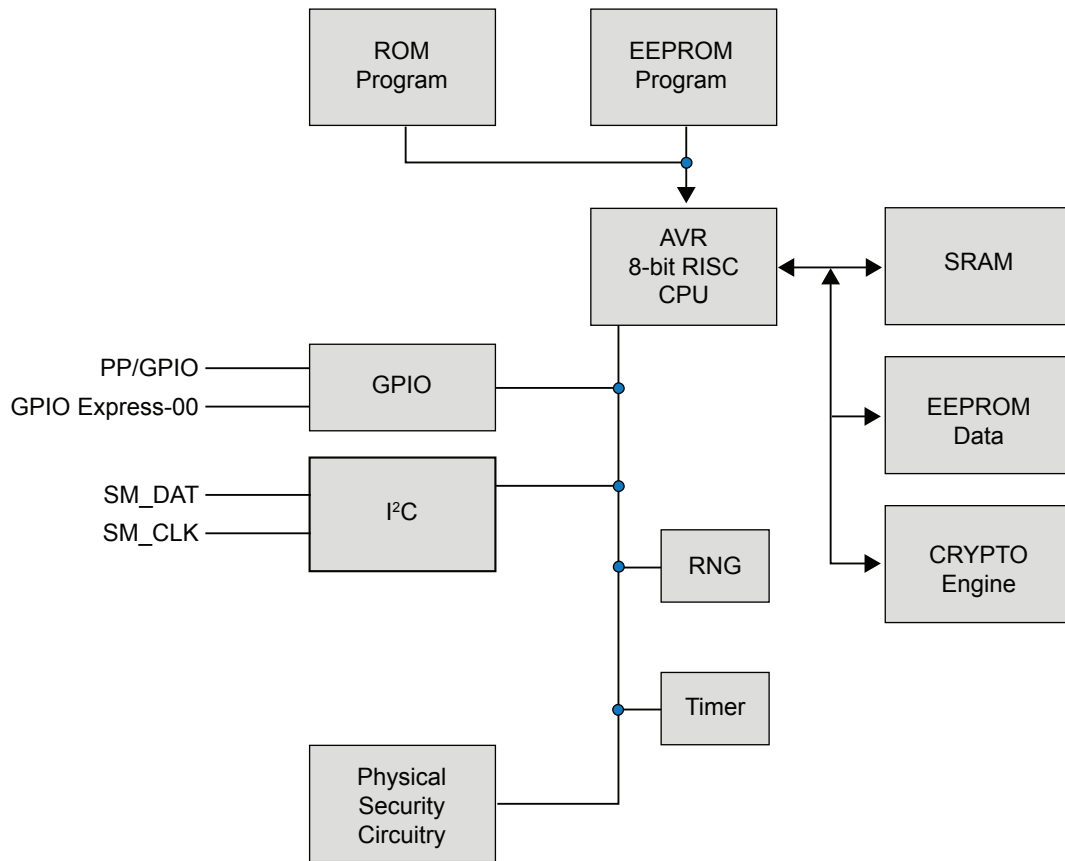 ROM
Program
EEPROM
Program
AVR
8-bit RISC
CPU
SRAM
PP/GPIO
GPIO Express-00
GPIO
EEPROM
Data
SM_DAT
SM_CLK
I²C
RNG
CRYPTO
Engine
Timer
Physical
Security
Circuitry